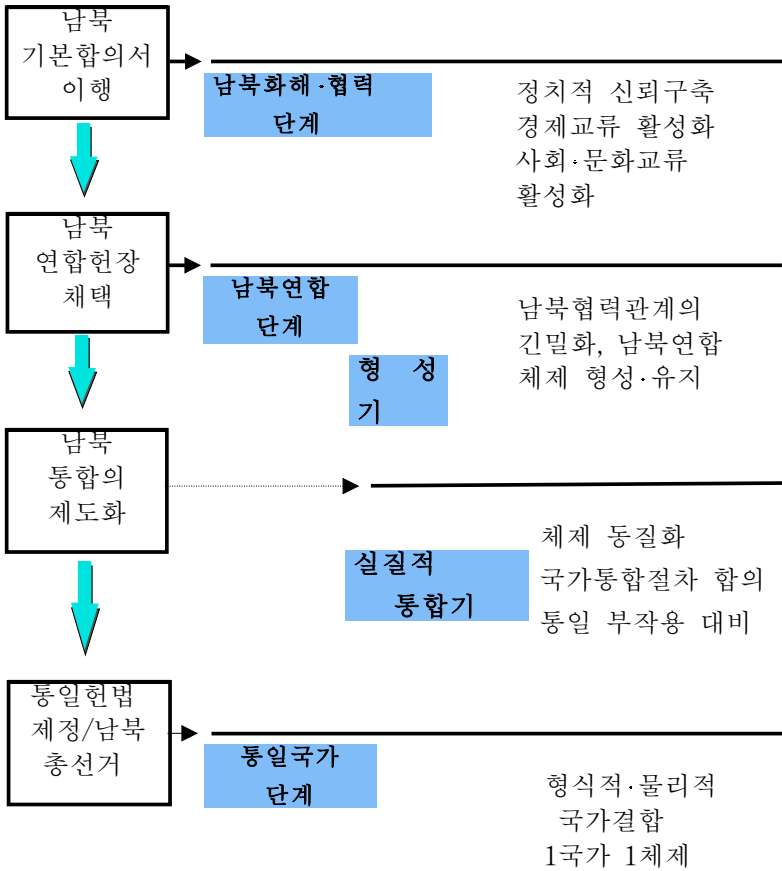 남북
기본합의서
이행
남북화해·협력
단계
정치적 신뢰구축
경제교류 활성화
사회·문화교류
활성화
남북
연합헌장
채택
남북연합
단계
형 성
기
남북협력관계의
긴밀화, 남북연합
체제 형성·유지
남북
통합의
제도화
실질적
통합기
체제 동질화
국가통합절차 합의
통일 부작용 대비
통일헌법
제정/남북
총선거
통일국가
단계
형식적·물리적
국가결합
1국가 1체제